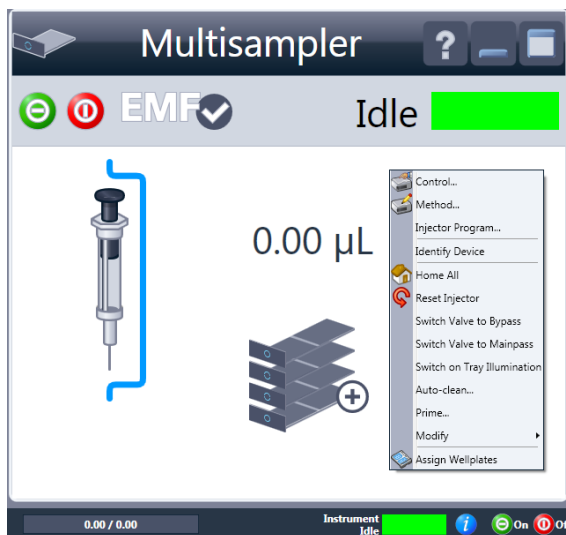 Multisampler ?
EMF Idle
0.00 µL
Control...
Method...
Injector Program...
Identify Device
Home All
Reset Injector
Switch Valve to Bypass
Switch Valve to Mainpass
Switch on Tray Illumination
Auto-clean...
Prime...
Modify
Assign Wellplates
0.00 / 0.00
Instrument
Idle
i
On
Of